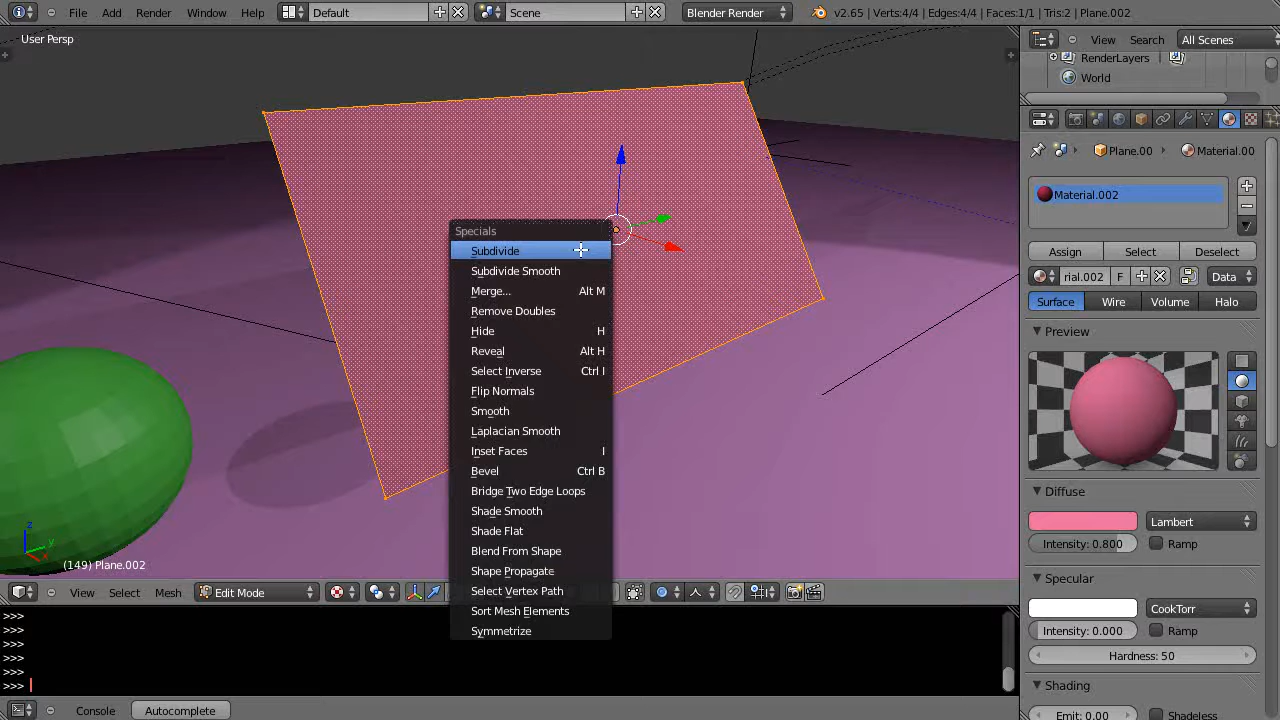 File Add Render Window Help Default Scene Blender Render v2.65 | Verts:4/4 | Edges:4/4 | Faces:1/1 | Tris:2 | Plane.002
User Persp
View Search All Scenes
RenderLayers
World
Plane.00 Material.00
Material.002
Assign Select Deselect
rial.002 F Data
Surface Wire Volume Halo
Preview
Diffuse
Lambert
Intensity: 0.800 Ramp
Specular
CookTorr
Intensity: 0.000 Ramp
Hardness: 50
Shading
Emit: 0.00 Shadeless
Specials
Subdivide
Subdivide Smooth
Merge... Alt M
Remove Doubles
Hide H
Reveal Alt H
Select Inverse Ctrl I
Flip Normals
Smooth
Laplacian Smooth
Inset Faces I
Bevel Ctrl B
Bridge Two Edge Loops
Shade Smooth
Shade Flat
Blend From Shape
Shape Propagate
Select Vertex Path
Sort Mesh Elements
Symmetrize
z
y
x
(149) Plane.002
View Select Mesh Edit Mode
>>>
>>>
>>>
>>>
>>>
>>>
Console Autocomplete